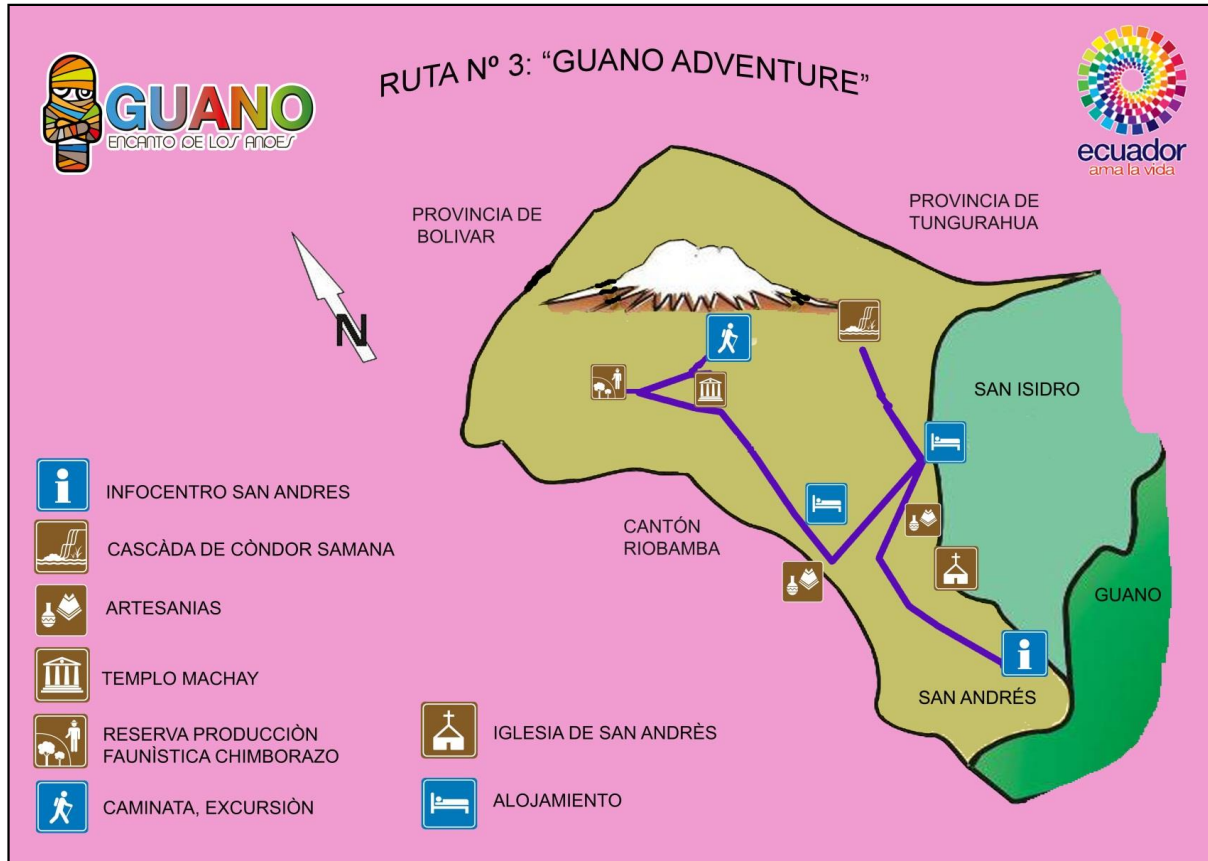 RUTA Nº 3: “GUANO ADVENTURE”
GUANO
ENCANTO DE LOS ANDES
ecuador
ama la vida
PROVINCIA DE
BOLIVAR
PROVINCIA DE
TUNGURAHUA
N
SAN ISIDRO
CANTÓN
RIOBAMBA
GUANO
SAN ANDRÉS
INFOCENTRO SAN ANDRES
CASCÀDA DE CÒNDOR SAMANA
ARTESANIAS
TEMPLO MACHAY
RESERVA PRODUCCIÒN
FAUNÌSTICA CHIMBORAZO
CAMINATA, EXCURSIÒN
IGLESIA DE SAN ANDRÈS
ALOJAMIENTO